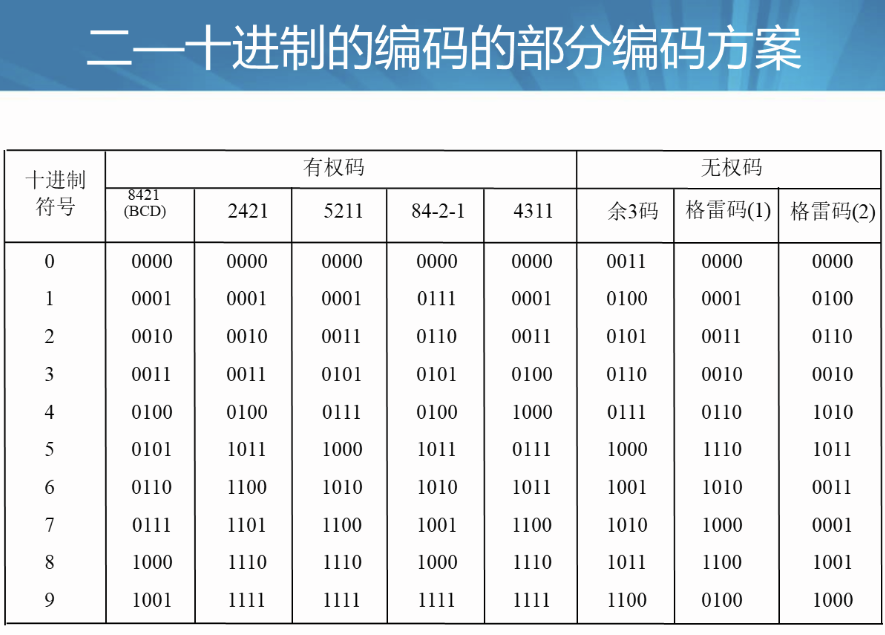 二—十进制的编码的部分编码方案
十进制符号 有权码 无权码
8421(BCD) 2421 5211 84-2-1 4311 余3码 格雷码(1) 格雷码(2)
0 0000 0000 0000 0000 0000 0011 0000 0000
1 0001 0001 0001 0111 0001 0100 0001 0100
2 0010 0010 0011 0110 0011 0101 0011 0110
3 0011 0011 0101 0101 0100 0110 0010 0010
4 0100 0100 0111 0100 1000 0111 0110 1010
5 0101 1011 1000 1011 0111 1000 1110 1011
6 0110 1100 1010 1010 1011 1001 1010 0011
7 0111 1101 1100 1001 1100 1010 1000 0001
8 1000 1110 1110 1000 1110 1011 1100 1001
9 1001 1111 1111 1111 1111 1100 0100 1000